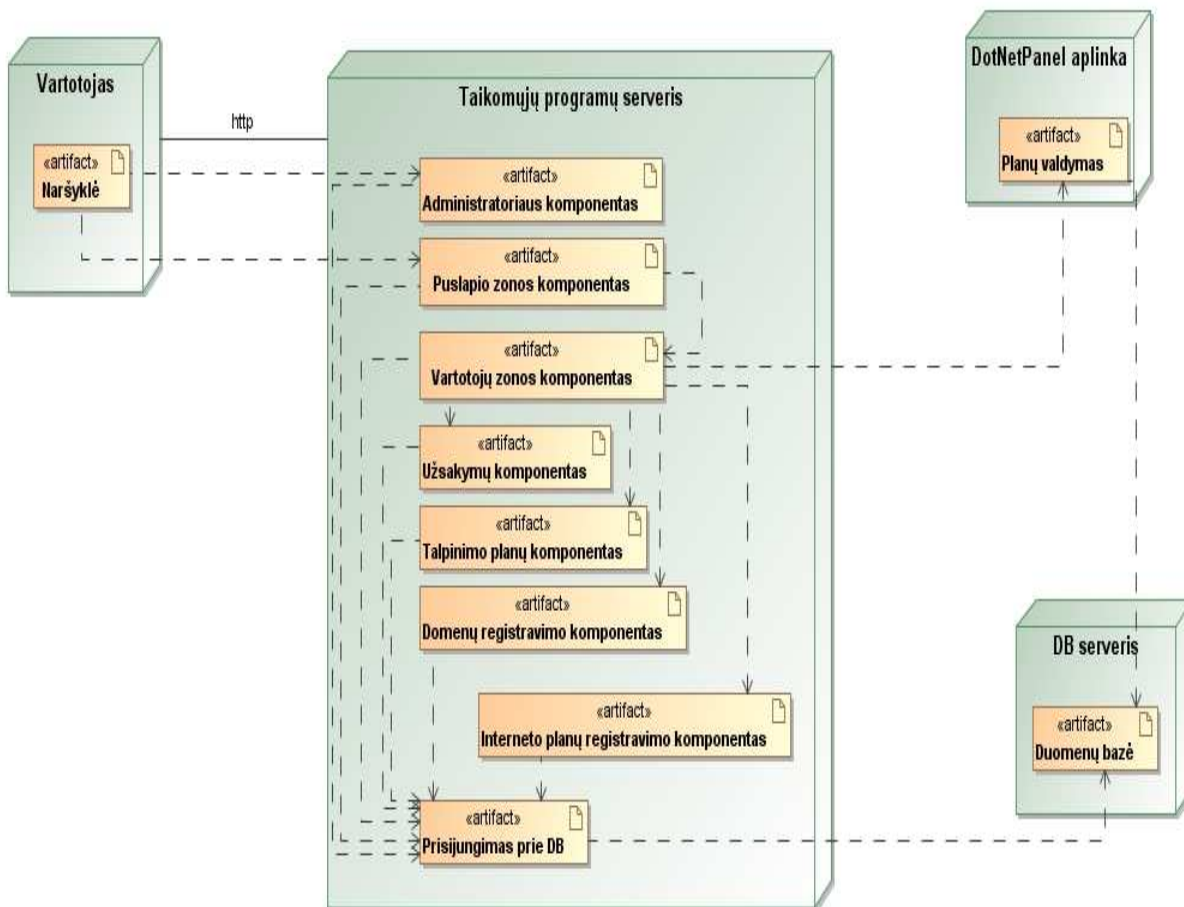 Vartotojas
«artifact»
Naršyklė
http
Taikomųjų programų serveris
«artifact»
Administratoriaus komponentas
«artifact»
Puslapio zonos komponentas
«artifact»
Vartotojų zonos komponentas
«artifact»
Užsakymų komponentas
«artifact»
Talpinimo planų komponentas
«artifact»
Domenų registravimo komponentas
«artifact»
Interneto planų registravimo komponentas
«artifact»
Prisijungimas prie DB
DotNetPanel aplinka
«artifact»
Planų valdymas
DB serveris
«artifact»
Duomenų bazė